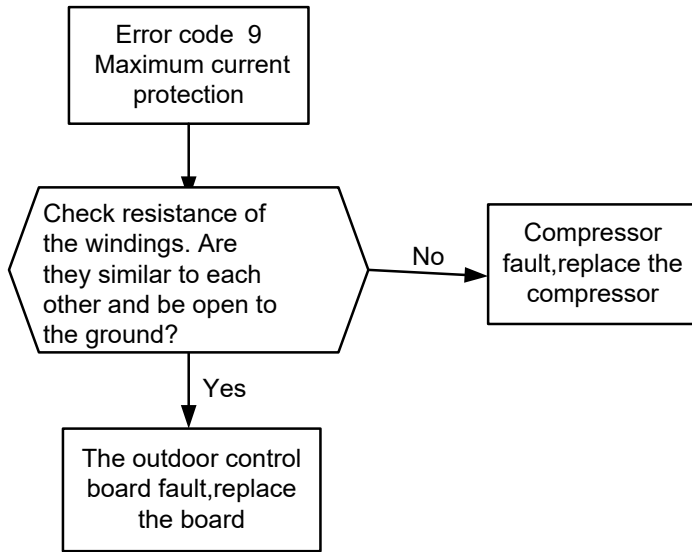 Error code  9
Maximum current
protection
Check resistance of
the windings. Are
they similar to each
other and be open to
the ground?
No
Compressor
fault,replace the
compressor
Yes
The outdoor control
board fault,replace
the board